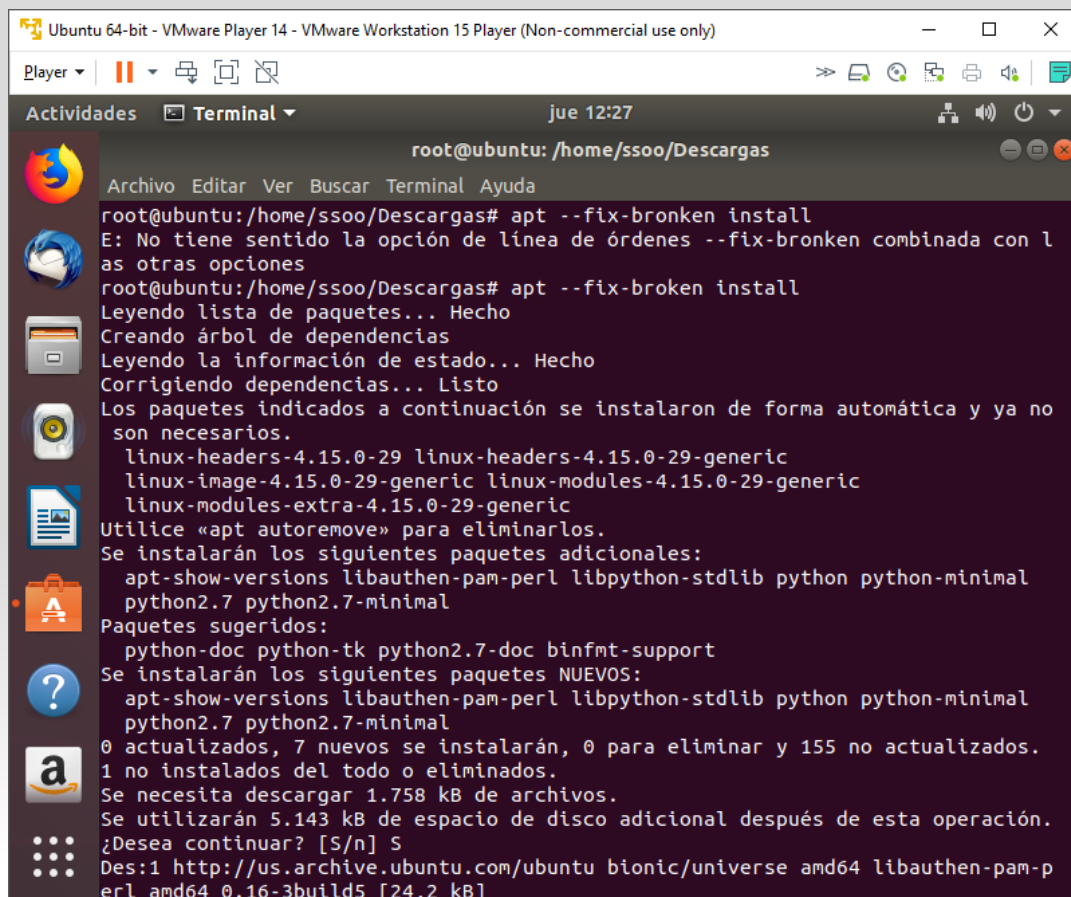 Ubuntu 64-bit - VMware Player 14 - VMware Workstation 15 Player (Non-commercial use only)
Player
Actividades Terminal jue 12:27
root@ubuntu: /home/ssoo/Descargas
Archivo Editar Ver Buscar Terminal Ayuda
root@ubuntu:/home/ssoo/Descargas# apt --fix-bronken install
E: No tiene sentido la opción de línea de órdenes --fix-bronken combinada con l
as otras opciones
root@ubuntu:/home/ssoo/Descargas# apt --fix-broken install
Leyendo lista de paquetes... Hecho
Creando árbol de dependencias
Leyendo la información de estado... Hecho
Corrigiendo dependencias... Listo
Los paquetes indicados a continuación se instalaron de forma automática y ya no
son necesarios.
linux-headers-4.15.0-29 linux-headers-4.15.0-29-generic
linux-image-4.15.0-29-generic linux-modules-4.15.0-29-generic
linux-modules-extra-4.15.0-29-generic
Utilice «apt autoremove» para eliminarlos.
Se instalarán los siguientes paquetes adicionales:
apt-show-versions libauthen-pam-perl libpython-stdlib python python-minimal
python2.7 python2.7-minimal
Paquetes sugeridos:
python-doc python-tk python2.7-doc binfmt-support
Se instalarán los siguientes paquetes NUEVOS:
apt-show-versions libauthen-pam-perl libpython-stdlib python python-minimal
python2.7 python2.7-minimal
0 actualizados, 7 nuevos se instalarán, 0 para eliminar y 155 no actualizados.
1 no instalados del todo o eliminados.
Se necesita descargar 1.758 kB de archivos.
Se utilizarán 5.143 kB de espacio de disco adicional después de esta operación.
¿Desea continuar? [S/n] S
Des:1 http://us.archive.ubuntu.com/ubuntu bionic/universe amd64 libauthen-pam-p
erl amd64 0.16-3build5 [24,2 kB]